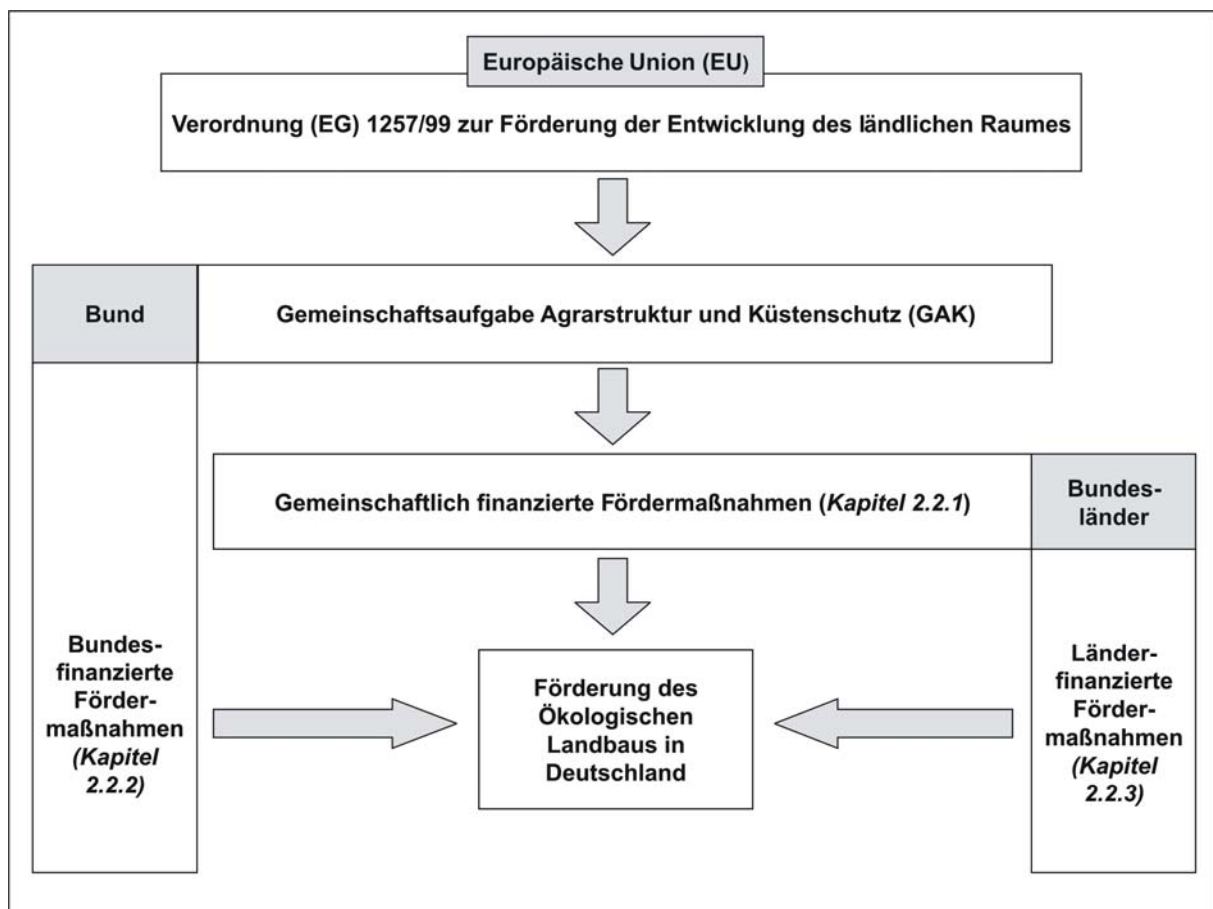 Europäische Union (EU)
Verordnung (EG) 1257/99 zur Förderung der Entwicklung des ländlichen Raumes
Bund
Gemeinschaftsaufgabe Agrarstruktur und Küstenschutz (GAK)
Gemeinschaftlich finanzierte Fördermaßnahmen (Kapitel 2.2.1)
Bundes-
länder
Bundes-
finanzierte
Förder-
maßnahmen
(Kapitel
2.2.2)
Förderung des
Ökologischen
Landbaus in
Deutschland
Länder-
finanzierte
Förder-
maßnahmen
(Kapitel
2.2.3)